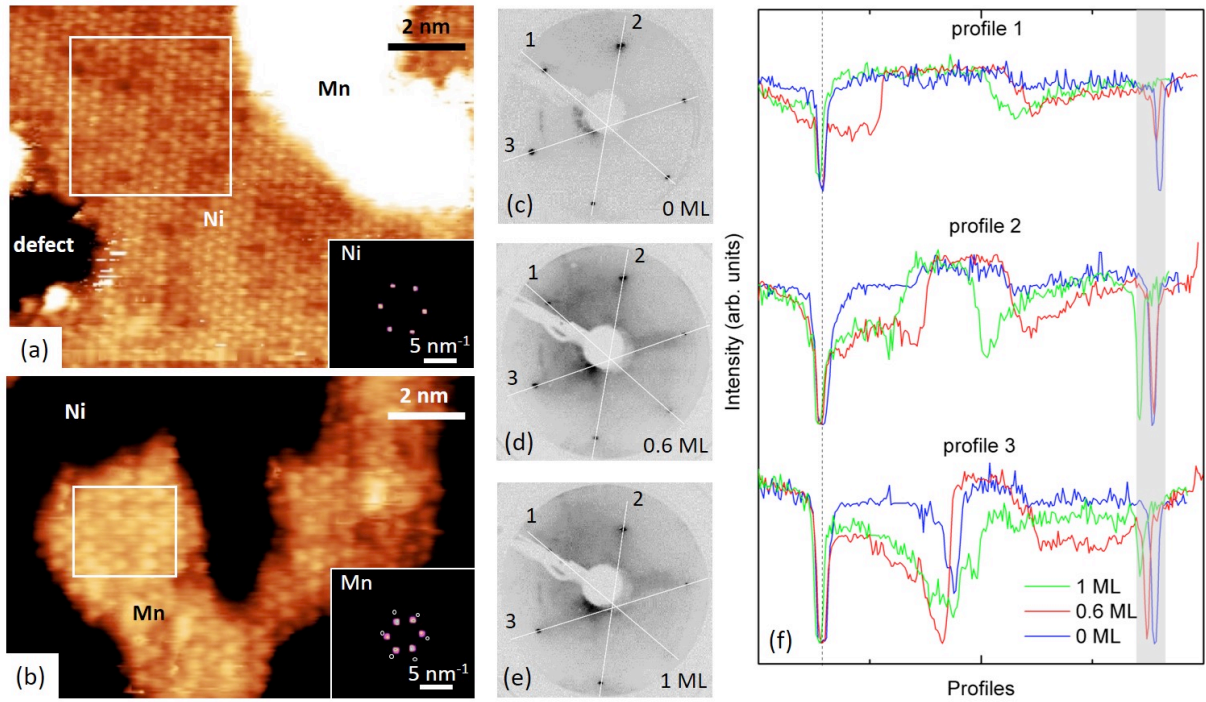 2 nm
Mn
Ni
defect
Ni
5 nm⁻¹
(a)
Ni
2 nm
Mn
Mn
5 nm⁻¹
(b)
1
2
3
(c)
0 ML
1
2
3
(d)
0.6 ML
1
2
3
(e)
1 ML
profile 1
profile 2
profile 3
Intensity (arb. units)
1 ML
0.6 ML
0 ML
(f)
Profiles